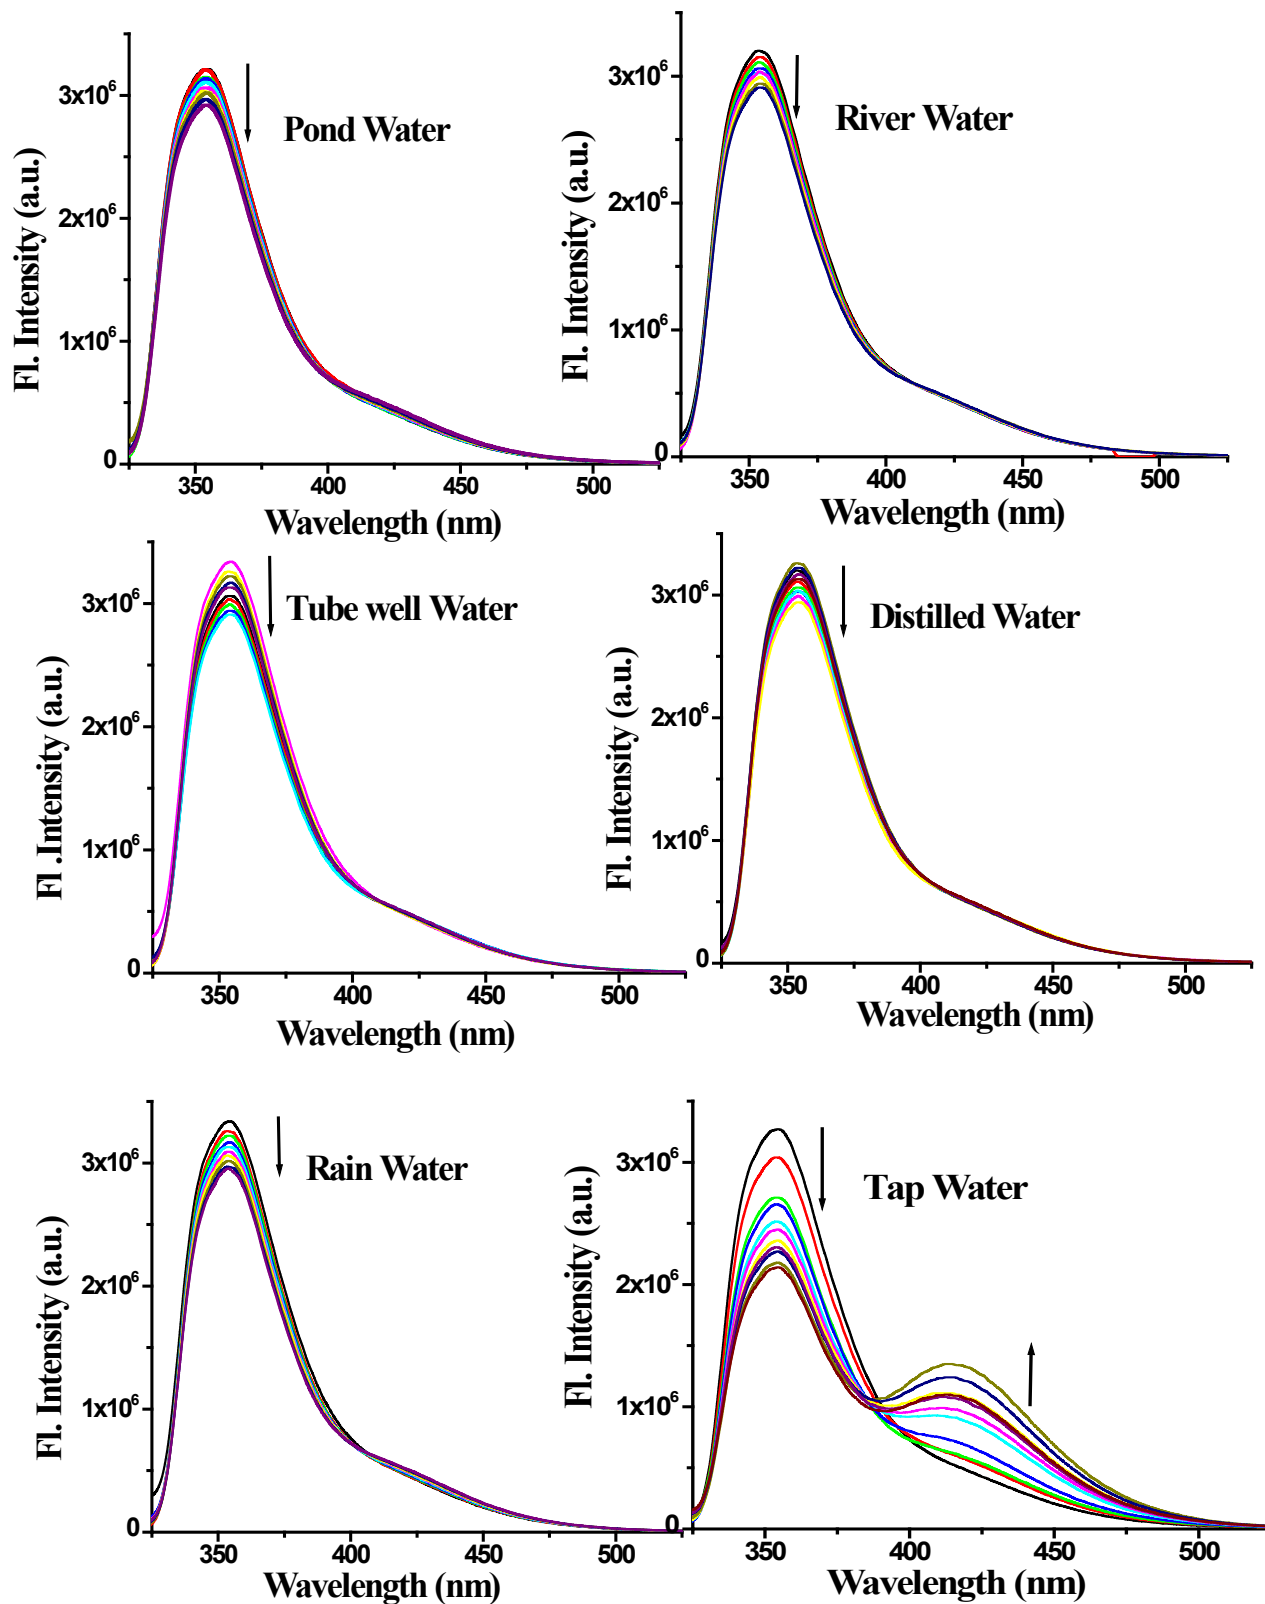 3x10⁶
2x10⁶
1x10⁶
0
350 400 450 500
Fl. Intensity (a.u.)
Wavelength (nm)
Pond Water
3x10⁶
2x10⁶
1x10⁶
0
350 400 450 500
Fl. Intensity (a.u.)
Wavelength (nm)
River Water
3x10⁶
2x10⁶
1x10⁶
0
350 400 450 500
Fl .Intensity (a.u.)
Wavelength (nm)
Tube well Water
3x10⁶
2x10⁶
1x10⁶
0
350 400 450 500
Fl. Intensity (a.u.)
Wavelength (nm)
Distilled Water
3x10⁶
2x10⁶
1x10⁶
0
350 400 450 500
Fl. Intensity (a.u.)
Wavelength (nm)
Rain Water
3x10⁶
2x10⁶
1x10⁶
0
350 400 450 500
Fl. Intensity (a.u.)
Wavelength (nm)
Tap Water